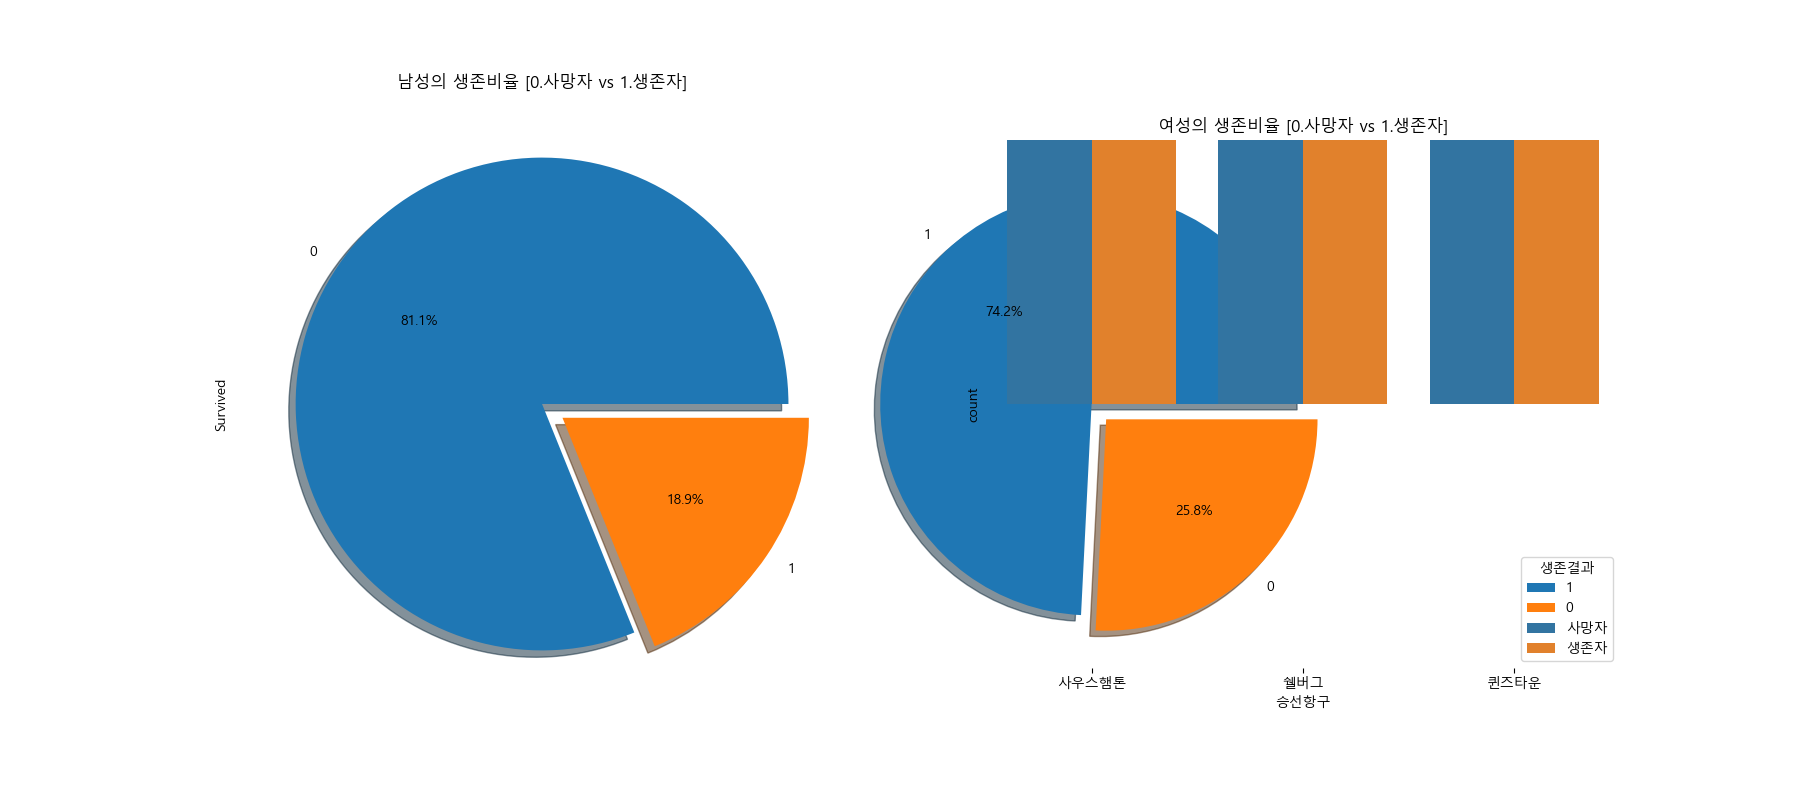 남성의 생존비율 [0.사망자 vs 1.생존자]
0
81.1%
Survived
18.9%
1
여성의 생존비율 [0.사망자 vs 1.생존자]
1
74.2%
count
25.8%
0
생존결과
1
0
사망자
생존자
사우스햄톤
쉘버그
퀸즈타운
승선항구